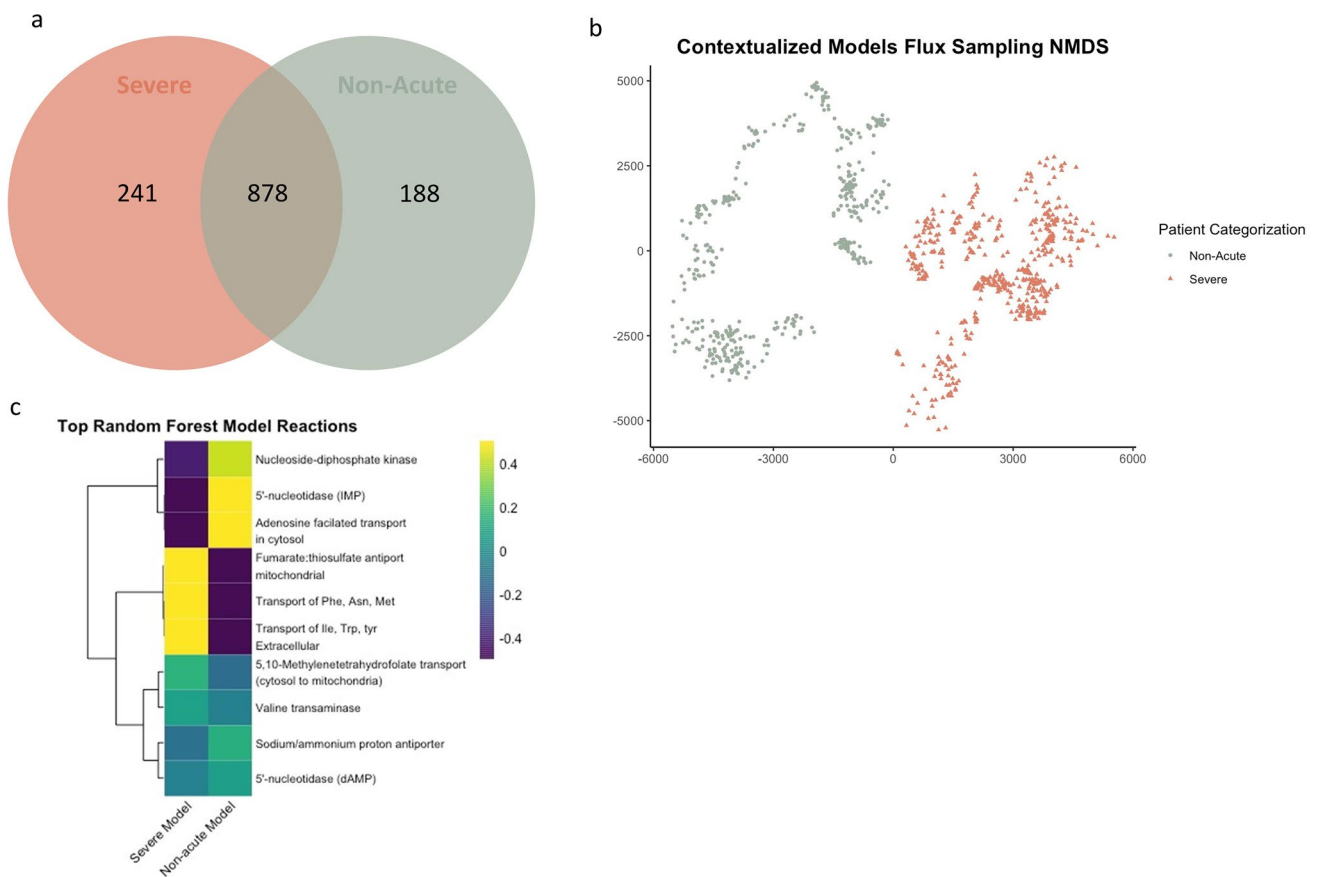 a
Severe
Non-Acute
241
878
188
b
Contextualized Models Flux Sampling NMDS
5000
2500
0
-2500
-5000
-6000
-3000
0
3000
6000
Patient Categorization
Non-Acute
Severe
c
Top Random Forest Model Reactions
Nucleoside-diphosphate kinase
5'-nucleotidase (IMP)
Adenosine facilated transport
in cytosol
Fumarate:thiosulfate antiport
mitochondrial
Transport of Phe, Asn, Met
Transport of Ile, Trp, tyr
Extracellular
5,10-Methylenetetrahydrofolate transport
(cytosol to mitochondria)
Valine transaminase
Sodium/ammonium proton antiporter
5'-nucleotidase (dAMP)
0.4
0.2
0
-0.2
-0.4
Severe Model
Non-acute Model